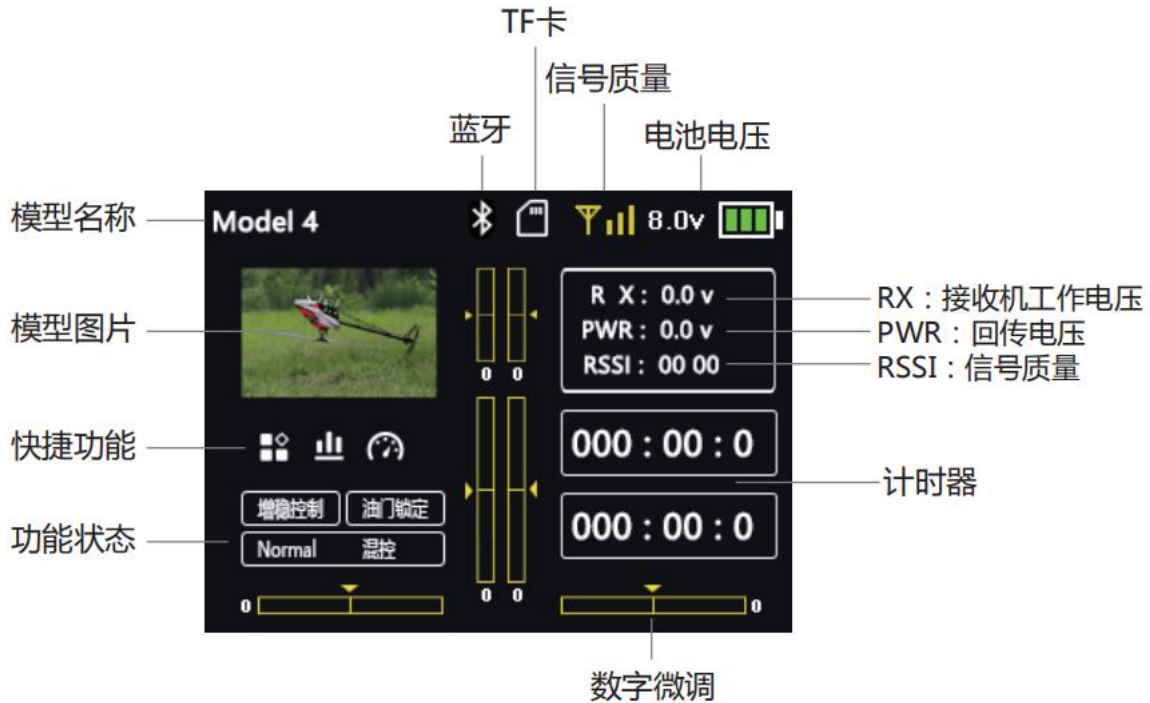 TF卡
信号质量
蓝牙
电池电压
模型名称
Model 4
8.0v
模型图片
R X: 0.0 v
PWR: 0.0 v
RSSI: 00 00
RX：接收机工作电压
PWR：回传电压
RSSI：信号质量
0 0
快捷功能
000 : 00 : 0
计时器
增稳控制
油门锁定
功能状态
Normal 混控
000 : 00 : 0
0
0 0
0
数字微调